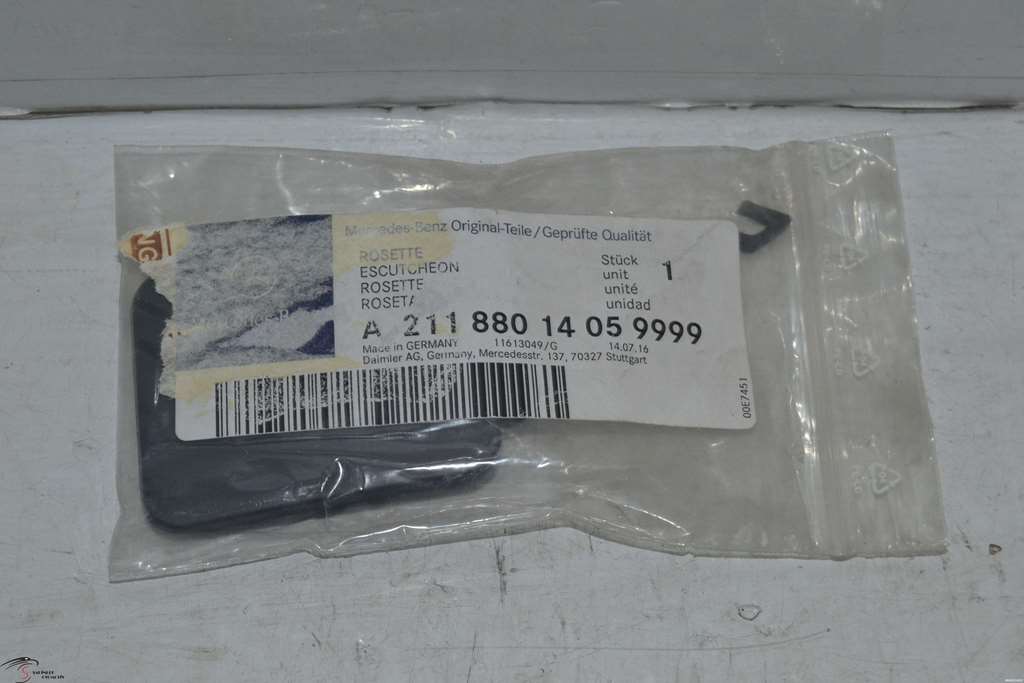 NG
Mercedes-Benz Original-Teile/Geprüfte Qualität
ROSETTE
ESCUTCHEON
ROSETTE
ROSETA
Stück
unit
unité
unidad
1
A 211 880 14 05 9999
Made in GERMANY 11613049/G 14.07.16
Daimler AG, Germany, Mercedesstr. 137, 70327 Stuttgart
00E7451